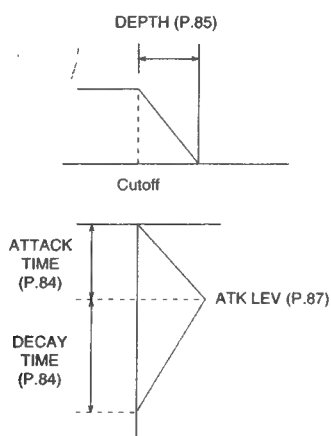 DEPTH (P.85)
Cutoff
ATTACK
TIME
(P.84)
ATK LEV (P.87)
DECAY
TIME
(P.84)